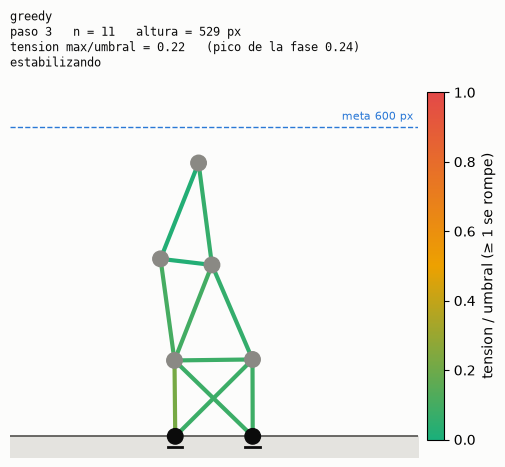 greedy
paso 3   n = 11   altura = 529 px
tension max/umbral = 0.22   (pico de la fase 0.24)
estabilizando
meta 600 px
1.0
0.8
0.6
0.4
0.2
0.0
tensión / umbral (≥ 1 se rompe)